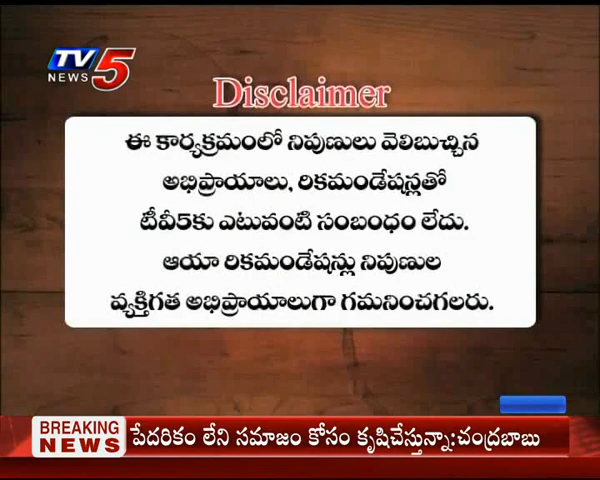 TV5
NEWS
Disclaimer
ఈ కార్యక్రమంలో నిపుణులు వెలిబుచ్చిన
అభిప్రాయాలు, రికమండేషన్లతో
టీవీ5కు ఎటువంటి సంబంధం లేదు.
ఆయా రికమండేషన్లు నిపుణుల
వ్యక్తిగత అభిప్రాయాలుగా గమనించగలరు.
BREAKING
NEWS
పేదరికం లేని సమాజం కోసం కృషిచేస్తున్నా:చంద్రబాబు